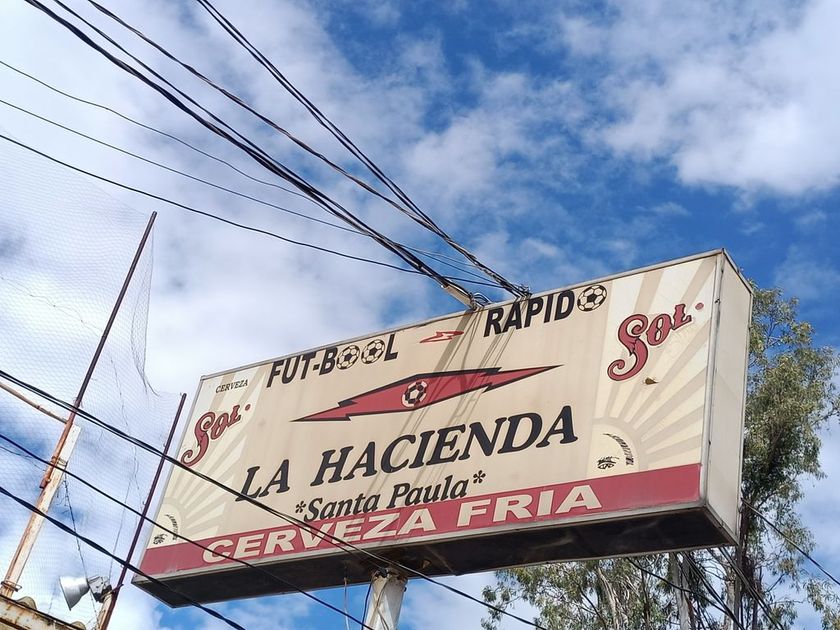 FUT-BOOL RAPIDO
CERVEZA
SOL
SOL
LA HACIENDA
*Santa Paula*
CERVEZA FRIA